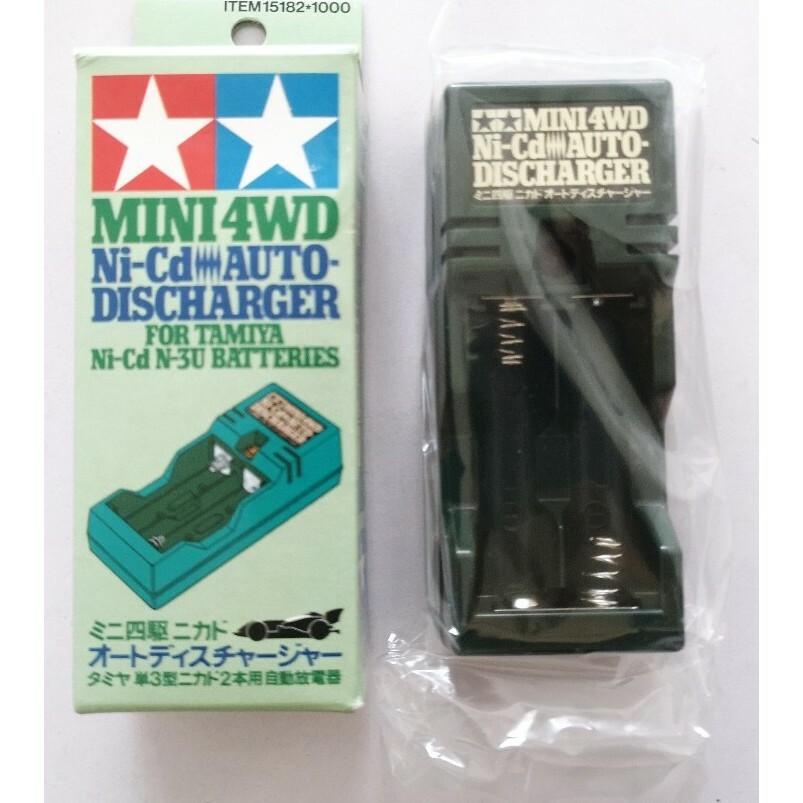 ITEM15182*1000
MINI 4WD
Ni-Cd AUTO-
DISCHARGER
FOR TAMIYA
Ni-Cd N-3U BATTERIES
ミニ四駆 ニカド
オートディスチャージャー
タミヤ 単3型ニカド2本用自動放電器
MINI 4WD
Ni-Cd AUTO-
DISCHARGER
ミニ四駆 ニカド オートディスチャージャー